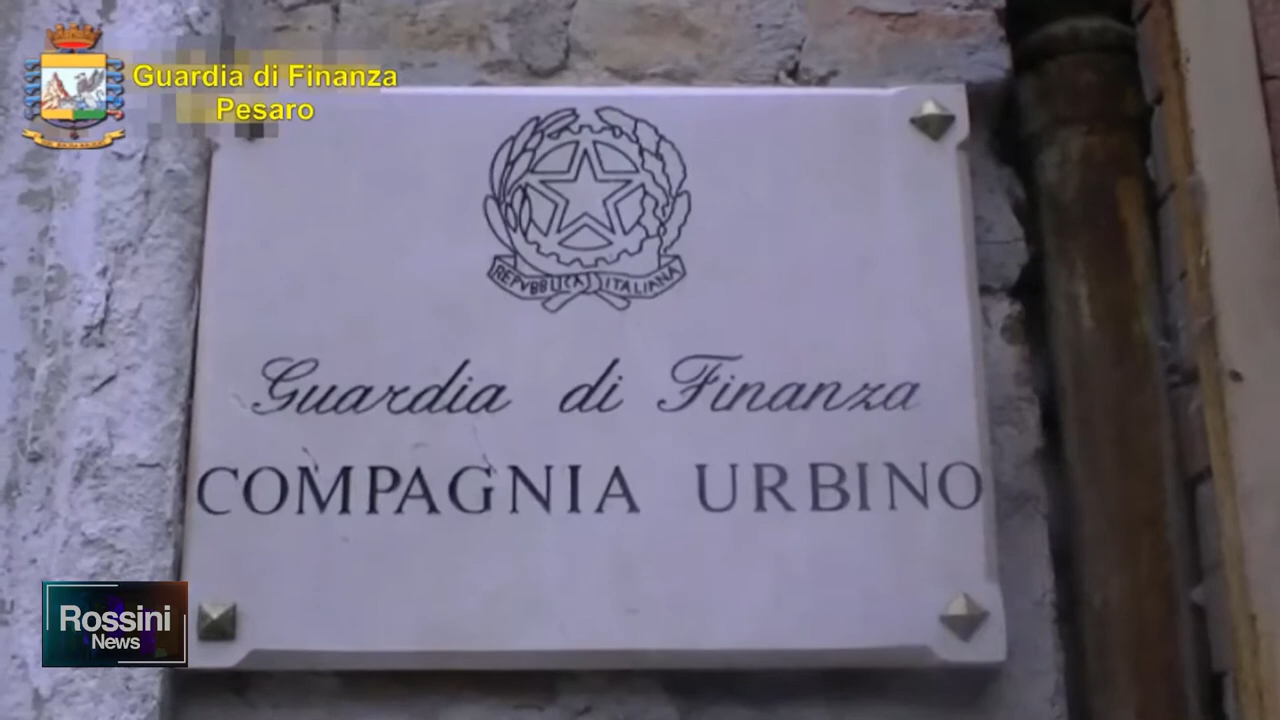 Guardia di Finanza
Pesaro
REPVBBLICA ITALIANA
Guardia di Finanza
COMPAGNIA URBINO
Rossini
News